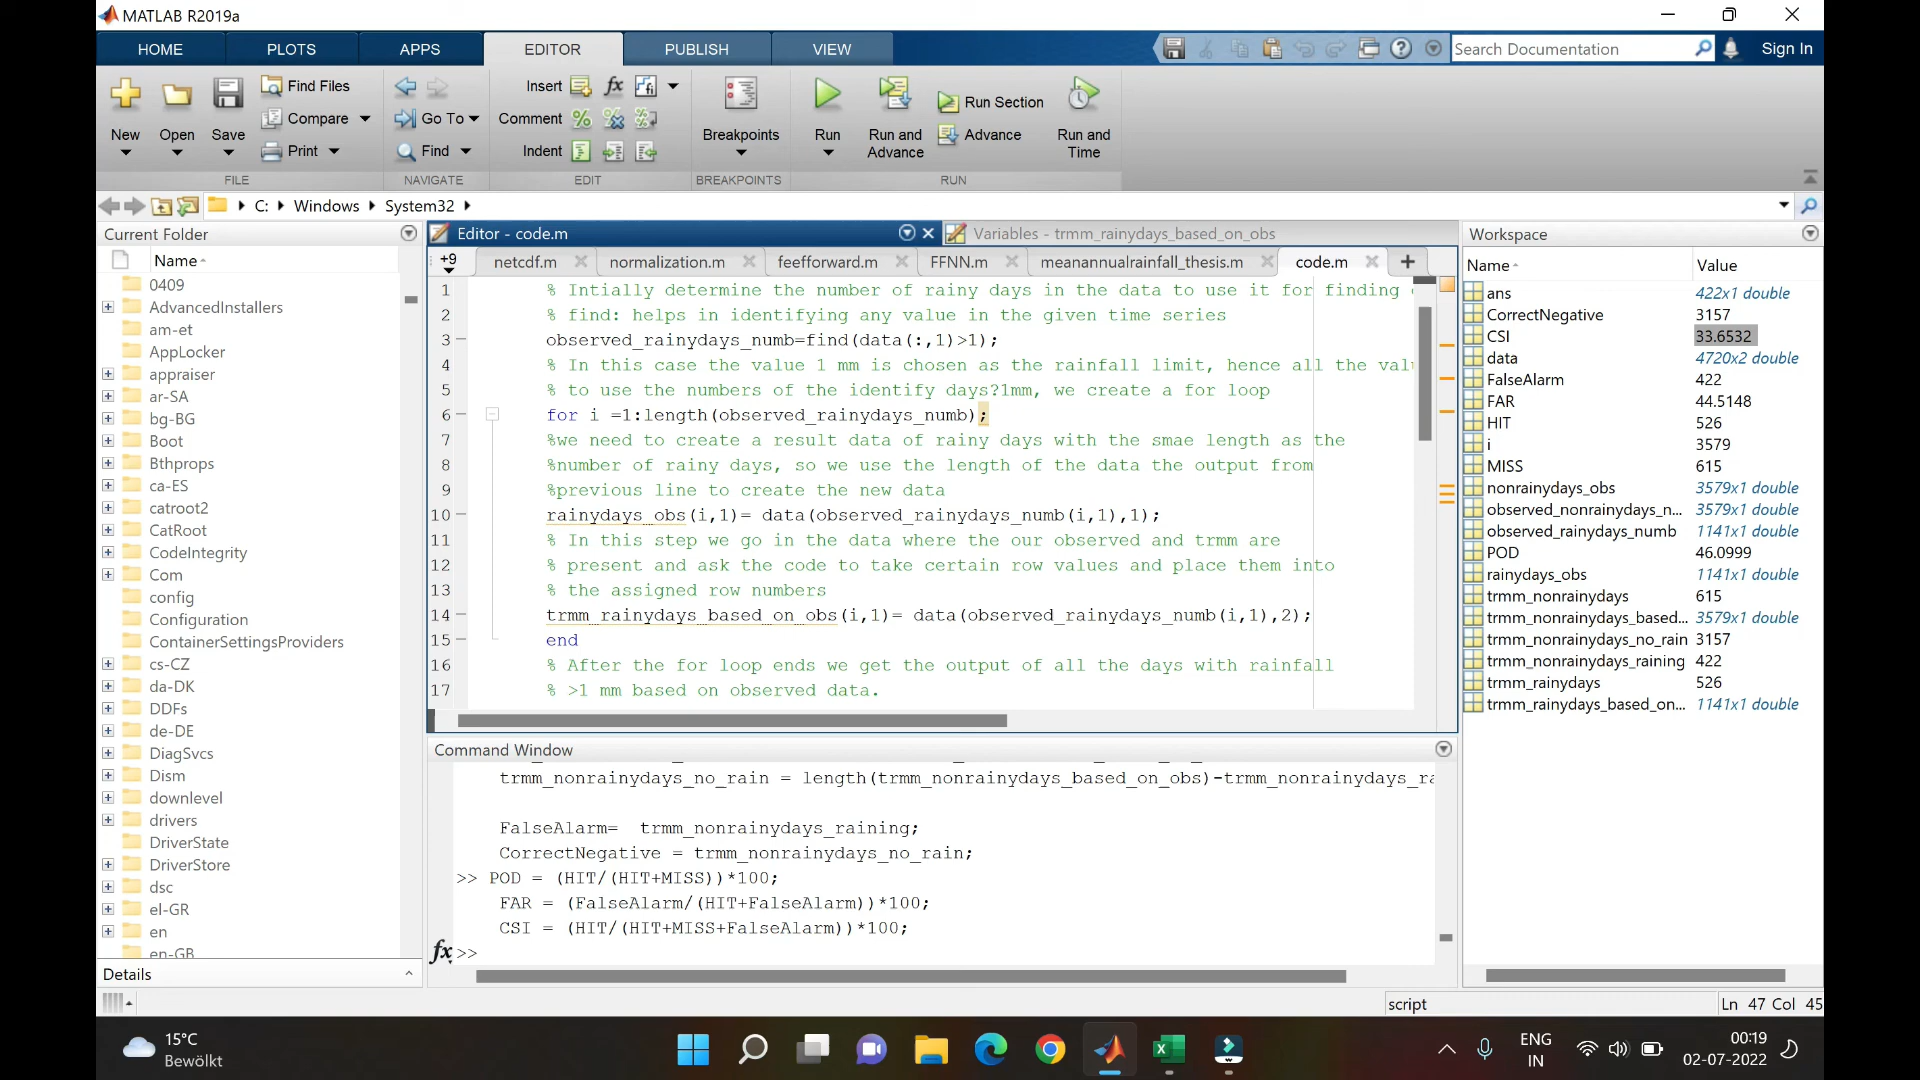 MATLAB R2019a
HOME PLOTS APPS EDITOR PUBLISH VIEW
Search Documentation
Sign In
New Open Save
Find Files
Compare
Print
FILE
Go To
Find
NAVIGATE
Insert
Comment
Indent
EDIT
Breakpoints
BREAKPOINTS
Run
Run and Advance
Run Section
Advance
Run and Time
RUN
C: Windows System32
Current Folder
Name
0409
AdvancedInstallers
am-et
AppLocker
appraiser
ar-SA
bg-BG
Boot
Bthprops
ca-ES
catroot2
CatRoot
CodeIntegrity
Com
config
Configuration
ContainerSettingsProviders
cs-CZ
da-DK
DDFs
de-DE
DiagSvcs
Dism
downlevel
drivers
DriverState
DriverStore
dsc
el-GR
en
en-GB
Details
Editor - code.m
Variables - trmm_rainydays_based_on_obs
+9 netcdf.m normalization.m feefforward.m FFNN.m meanannualrainfall_thesis.m code.m
1 % Intially determine the number of rainy days in the data to use it for finding
2 % find: helps in identifying any value in the given time series
3 observed_rainydays_numb=find(data(:,1)>1);
4 % In this case the value 1 mm is chosen as the rainfall limit, hence all the
5 % to use the numbers of the identify days?1mm, we create a for loop
6 for i =1:length(observed_rainydays_numb);
7 %we need to create a result data of rainy days with the smae length as the
8 %number of rainy days, so we use the length of the data the output from
9 %previous line to create the new data
10 rainydays_obs(i,1)= data(observed_rainydays_numb(i,1),1);
11 % In this step we go in the data where the our observed and trmm are
12 % present and ask the code to take certain row values and place them into
13 % the assigned row numbers
14 trmm_rainydays_based_on_obs(i,1)= data(observed_rainydays_numb(i,1),2);
15 end
16 % After the for loop ends we get the output of all the days with rainfall
17 % >1 mm based on observed data.
Command Window
trmm_nonrainydays_no_rain = length(trmm_nonrainydays_based_on_obs)-trmm_nonrainydays_ra
FalseAlarm= trmm_nonrainydays_raining;
CorrectNegative = trmm_nonrainydays_no_rain;
>> POD = (HIT/(HIT+MISS))*100;
FAR = (FalseAlarm/(HIT+FalseAlarm))*100;
CSI = (HIT/(HIT+MISS+FalseAlarm))*100;
fx >>
Workspace
Name Value
ans 422x1 double
CorrectNegative 3157
CSI 33.6532
data 4720x2 double
FalseAlarm 422
FAR 44.5148
HIT 526
i 3579
MISS 615
nonrainydays_obs 3579x1 double
observed_nonrainydays_n... 3579x1 double
observed_rainydays_numb 1141x1 double
POD 46.0999
rainydays_obs 1141x1 double
trmm_nonrainydays 615
trmm_nonrainydays_based... 3579x1 double
trmm_nonrainydays_no_rain 3157
trmm_nonrainydays_raining 422
trmm_rainydays 526
trmm_rainydays_based_on... 1141x1 double
script
Ln 47 Col 45
15°C
Bewölkt
ENG
IN
00:19
02-07-2022